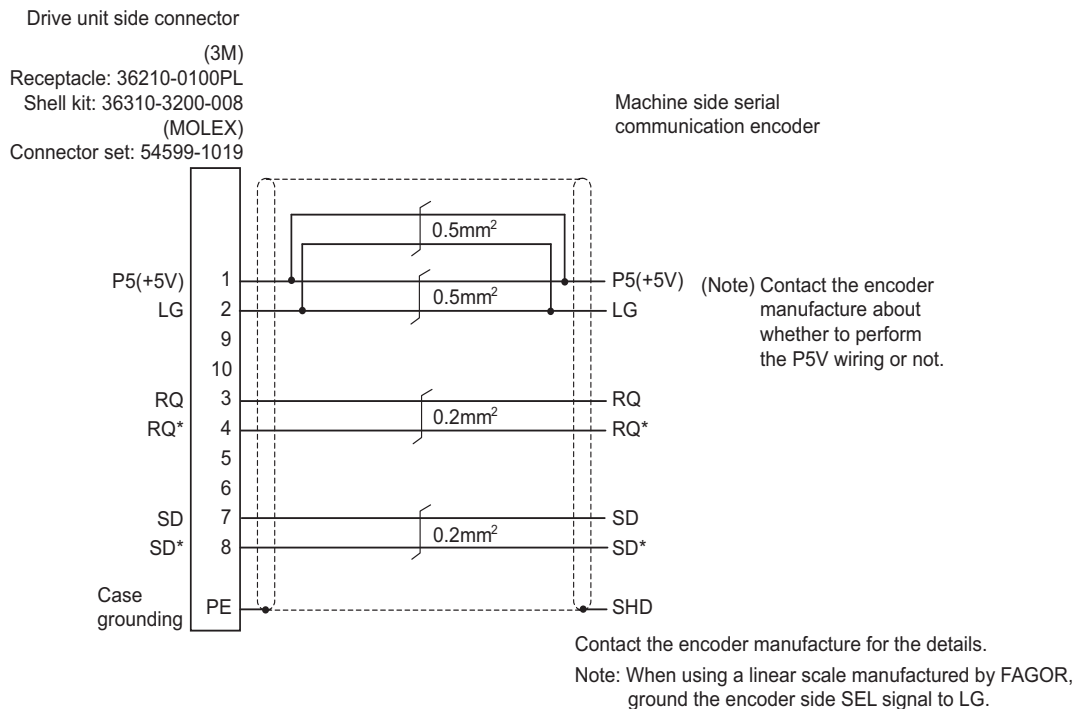 Drive unit side connector
(3M)
Receptacle: 36210-0100PL
Shell kit: 36310-3200-008
(MOLEX)
Connector set: 54599-1019
Machine side serial
communication encoder
0.5mm²
P5(+5V) 1 0.5mm² P5(+5V)
LG 2 LG
(Note) Contact the encoder
manufacture about
whether to perform
the P5V wiring or not.
9
10
RQ 3 0.2mm² RQ
RQ* 4 RQ*
5
6
SD 7 0.2mm² SD
SD* 8 SD*
Case
grounding PE SHD
Contact the encoder manufacture for the details.
Note: When using a linear scale manufactured by FAGOR,
ground the encoder side SEL signal to LG.